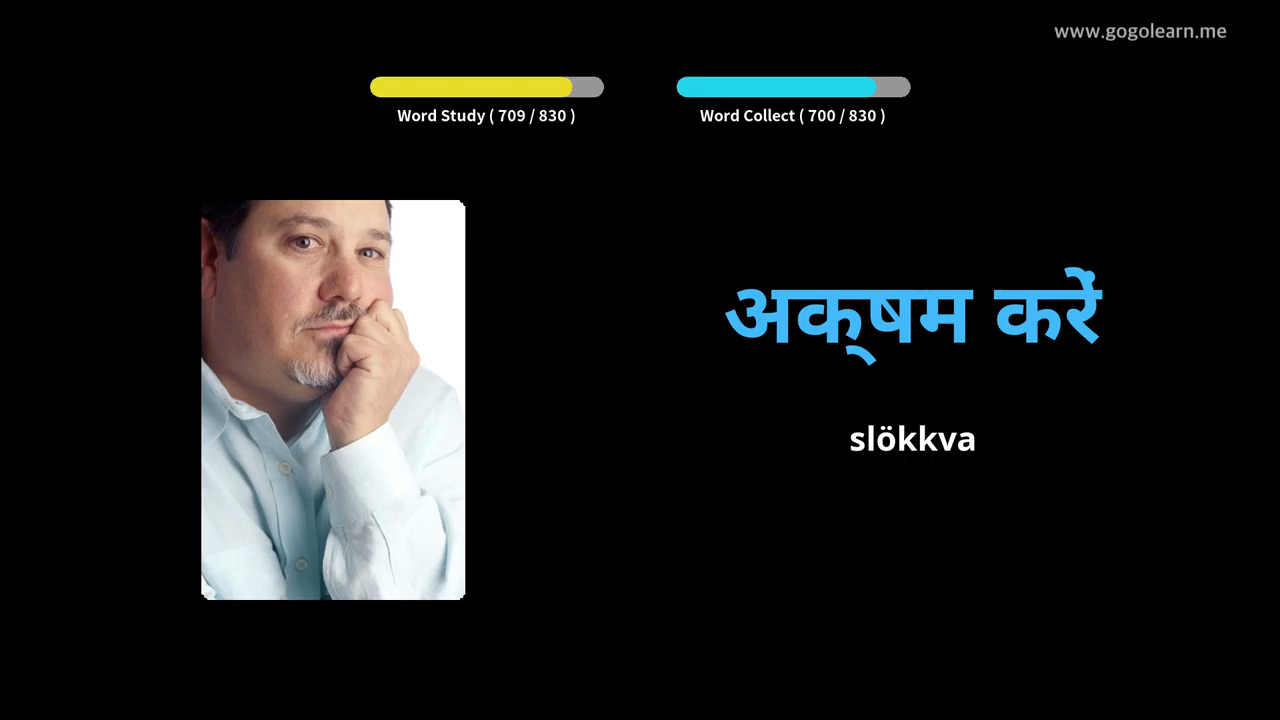 www.gogolearn.me
Word Study ( 709 / 830 )
Word Collect ( 700 / 830 )
अक्षम करें
slökkva